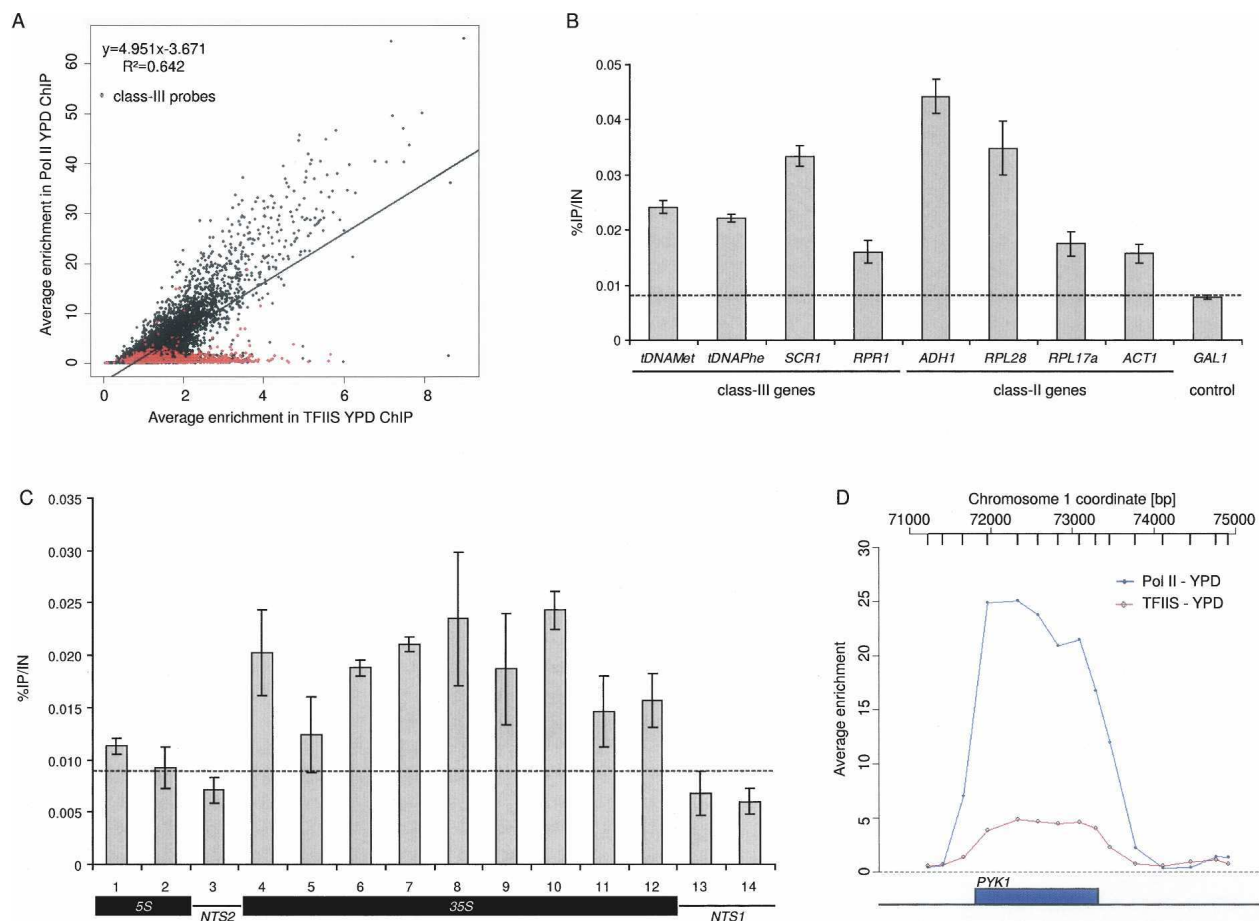 A
y=4.951x-3.671
R²=0.642
class-III probes
Average enrichment in Pol II YPD ChIP
60
50
40
30
20
10
0
0 2 4 6 8
Average enrichment in TFIIS YPD ChIP
B
%IP/IN
0.05
0.04
0.03
0.02
0.01
0
tDNAMet tDNAPhe SCR1 RPR1 ADH1 RPL28 RPL17a ACT1 GAL1
class-III genes class-II genes control
C
%IP/IN
0.035
0.030
0.025
0.020
0.015
0.010
0.005
0
1 2 3 4 5 6 7 8 9 10 11 12 13 14
5S NTS2 35S NTS1
D
Chromosome 1 coordinate [bp]
71000 72000 73000 74000 75000
Average enrichment
30
25
20
15
10
5
0
Pol II - YPD
TFIIS - YPD
PYK1